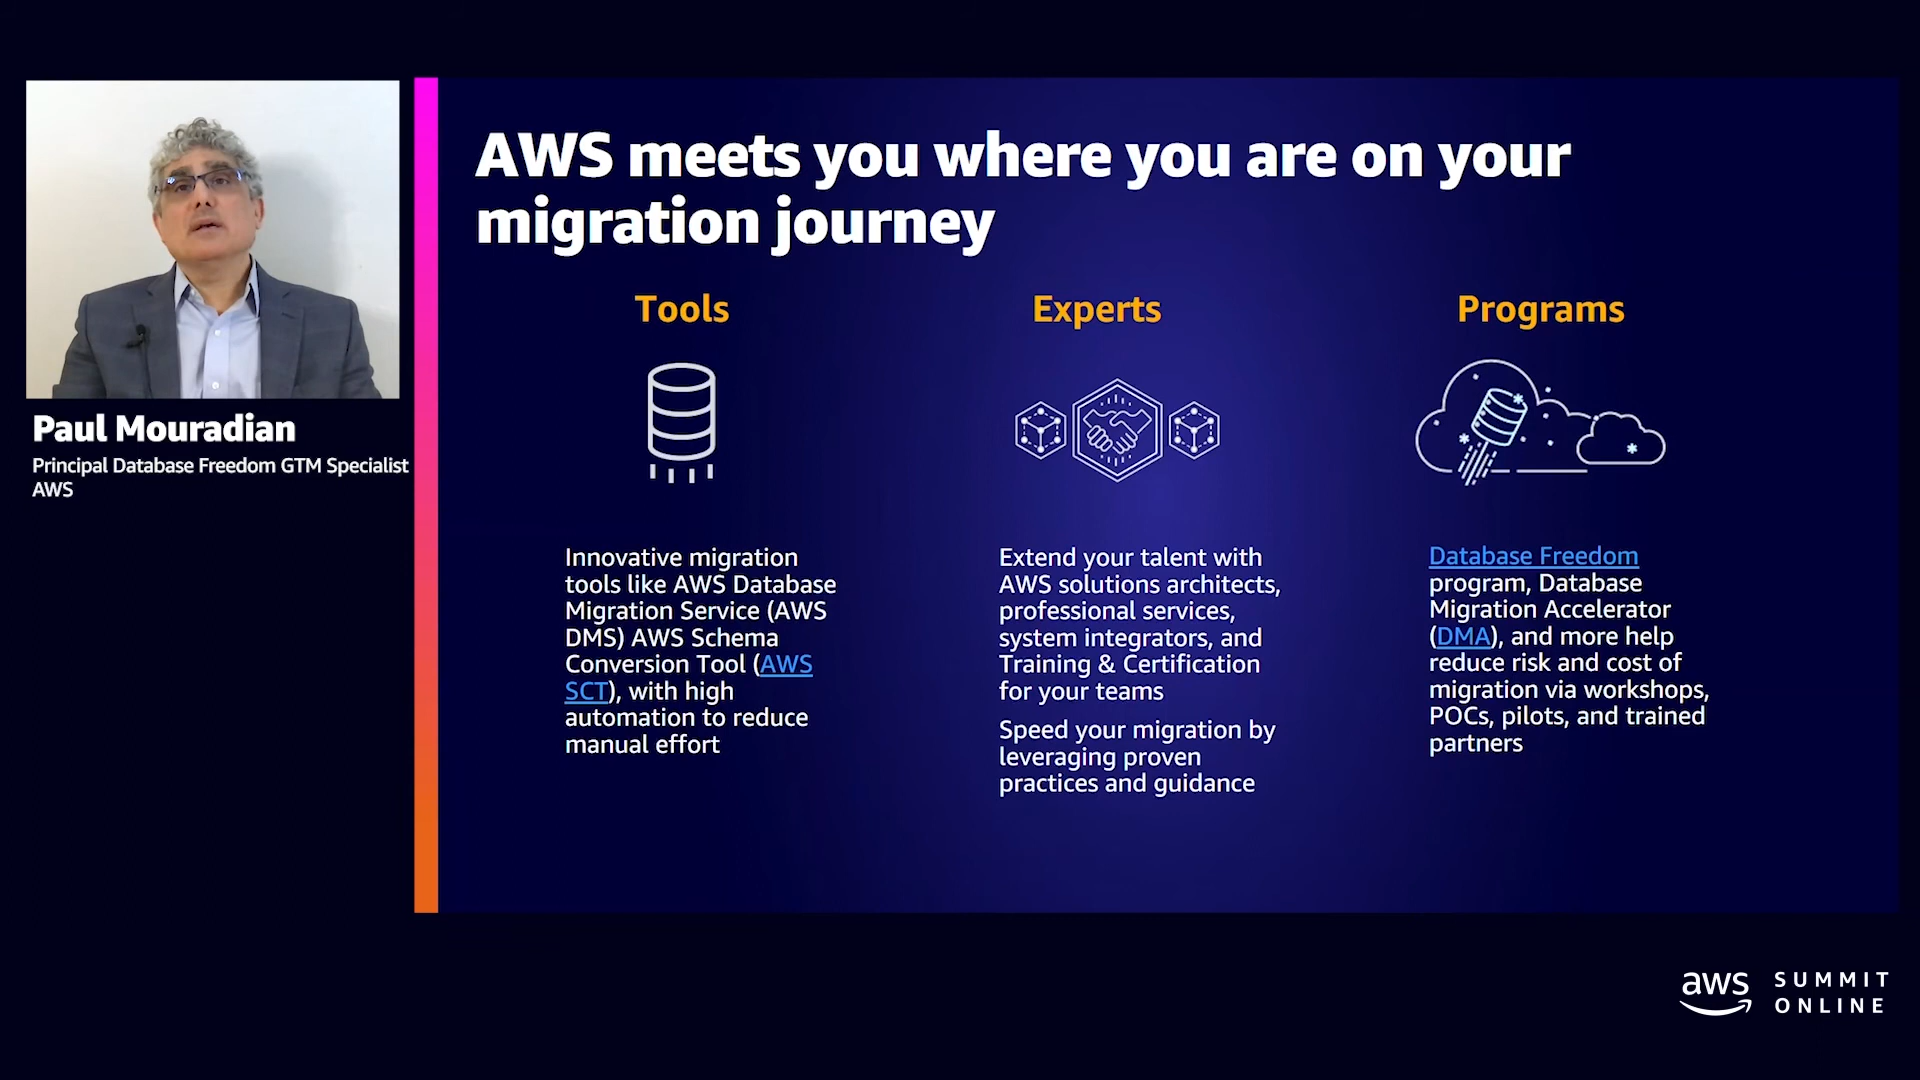 AWS meets you where you are on your
migration journey
Paul Mouradian
Principal Database Freedom GTM Specialist
AWS
Tools
Innovative migration
tools like AWS Database
Migration Service (AWS
DMS) AWS Schema
Conversion Tool (AWS
SCT), with high
automation to reduce
manual effort
Experts
Extend your talent with
AWS solutions architects,
professional services,
system integrators, and
Training & Certification
for your teams
Speed your migration by
leveraging proven
practices and guidance
Programs
Database Freedom
program, Database
Migration Accelerator
(DMA), and more help
reduce risk and cost of
migration via workshops,
POCs, pilots, and trained
partners
aws SUMMIT
ONLINE